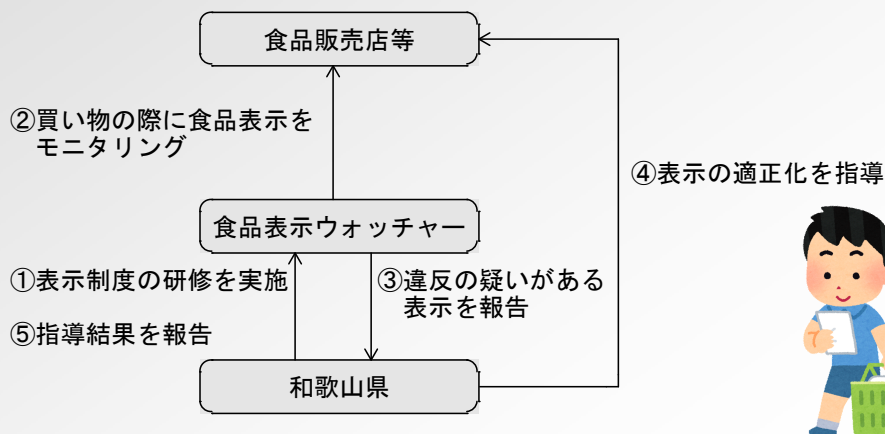 食品販売店等
②買い物の際に食品表示を
モニタリング
④表示の適正化を指導
食品表示ウォッチャー
①表示制度の研修を実施
③違反の疑いがある
表示を報告
⑤指導結果を報告
和歌山県